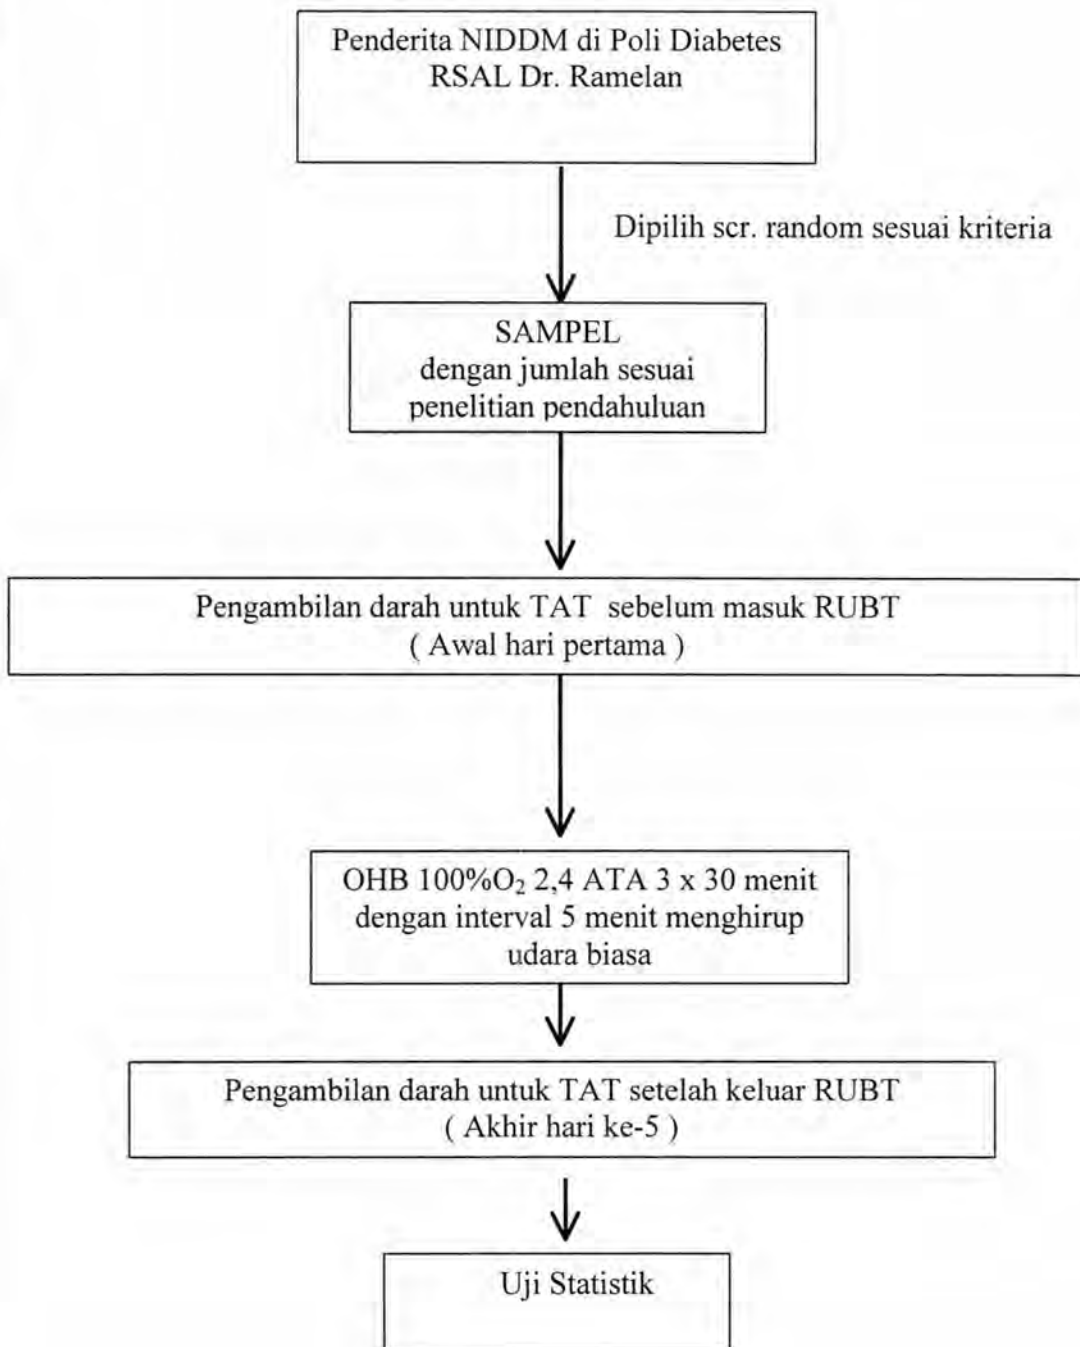 Penderita NIDDM di Poli Diabetes
RSAL Dr. Ramelan
Dipilih scr. random sesuai kriteria
SAMPEL
dengan jumlah sesuai
penelitian pendahuluan
Pengambilan darah untuk TAT sebelum masuk RUBT
( Awal hari pertama )
OHB 100%O₂ 2,4 ATA 3 x 30 menit
dengan interval 5 menit menghirup
udara biasa
Pengambilan darah untuk TAT setelah keluar RUBT
( Akhir hari ke-5 )
Uji Statistik